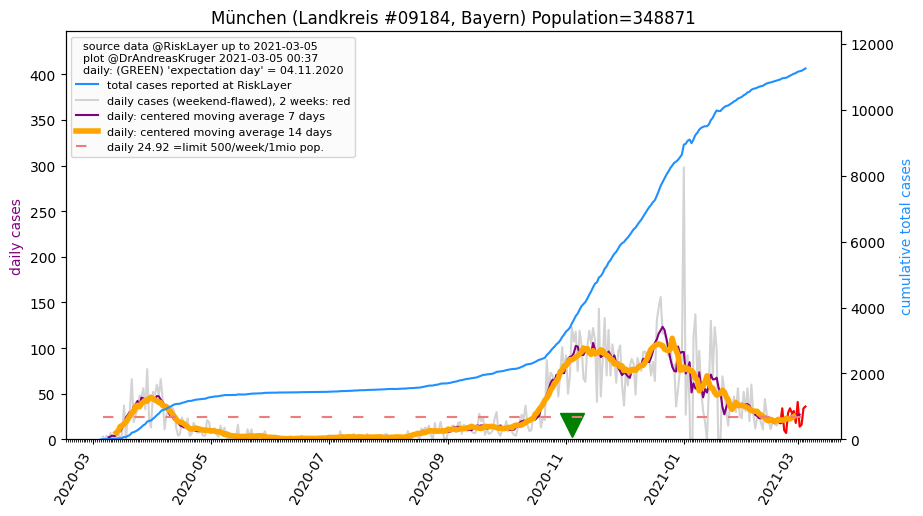 München (Landkreis #09184, Bayern) Population=348871
source data @RiskLayer up to 2021-03-05
plot @DrAndreasKruger 2021-03-05 00:37
daily: (GREEN) 'expectation day' = 04.11.2020
total cases reported at RiskLayer
daily cases (weekend-flawed), 2 weeks: red
daily: centered moving average 7 days
daily: centered moving average 14 days
daily 24.92 =limit 500/week/1mio pop.
daily cases
400
350
300
250
200
150
100
50
0
cumulative total cases
12000
10000
8000
6000
4000
2000
0
2020-03
2020-05
2020-07
2020-09
2020-11
2021-01
2021-03